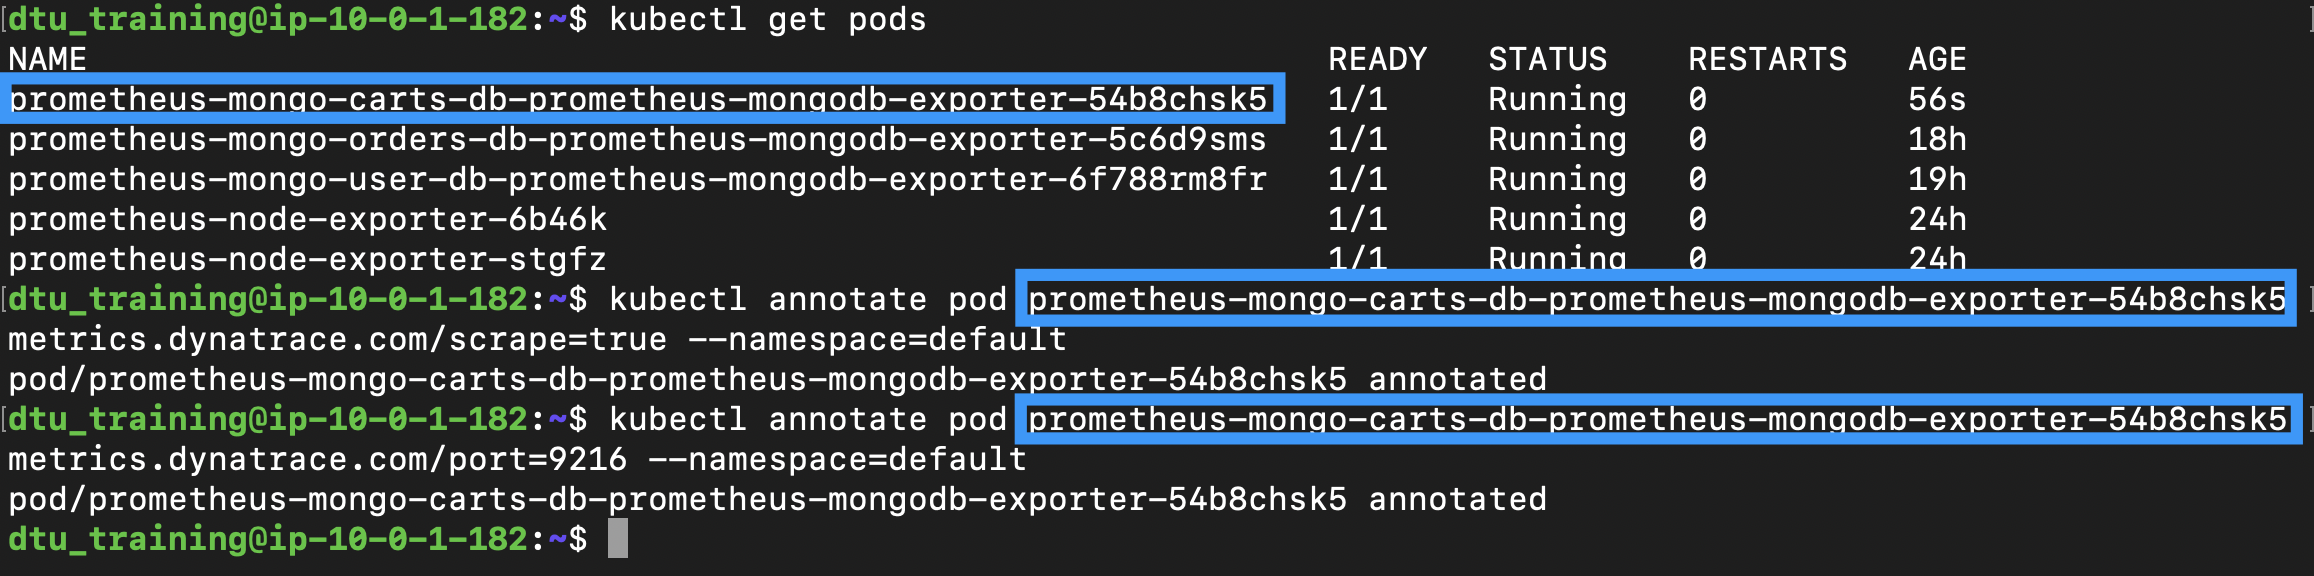 dtu_training@ip-10-0-1-182:~$ kubectl get pods
NAME READY STATUS RESTARTS AGE
prometheus-mongo-carts-db-prometheus-mongodb-exporter-54b8chsk5 1/1 Running 0 56s
prometheus-mongo-orders-db-prometheus-mongodb-exporter-5c6d9sms 1/1 Running 0 18h
prometheus-mongo-user-db-prometheus-mongodb-exporter-6f788rm8fr 1/1 Running 0 19h
prometheus-node-exporter-6b46k 1/1 Running 0 24h
prometheus-node-exporter-stgfz 1/1 Running 0 24h
dtu_training@ip-10-0-1-182:~$ kubectl annotate pod prometheus-mongo-carts-db-prometheus-mongodb-exporter-54b8chsk5
metrics.dynatrace.com/scrape=true --namespace=default
pod/prometheus-mongo-carts-db-prometheus-mongodb-exporter-54b8chsk5 annotated
dtu_training@ip-10-0-1-182:~$ kubectl annotate pod prometheus-mongo-carts-db-prometheus-mongodb-exporter-54b8chsk5
metrics.dynatrace.com/port=9216 --namespace=default
pod/prometheus-mongo-carts-db-prometheus-mongodb-exporter-54b8chsk5 annotated
dtu_training@ip-10-0-1-182:~$